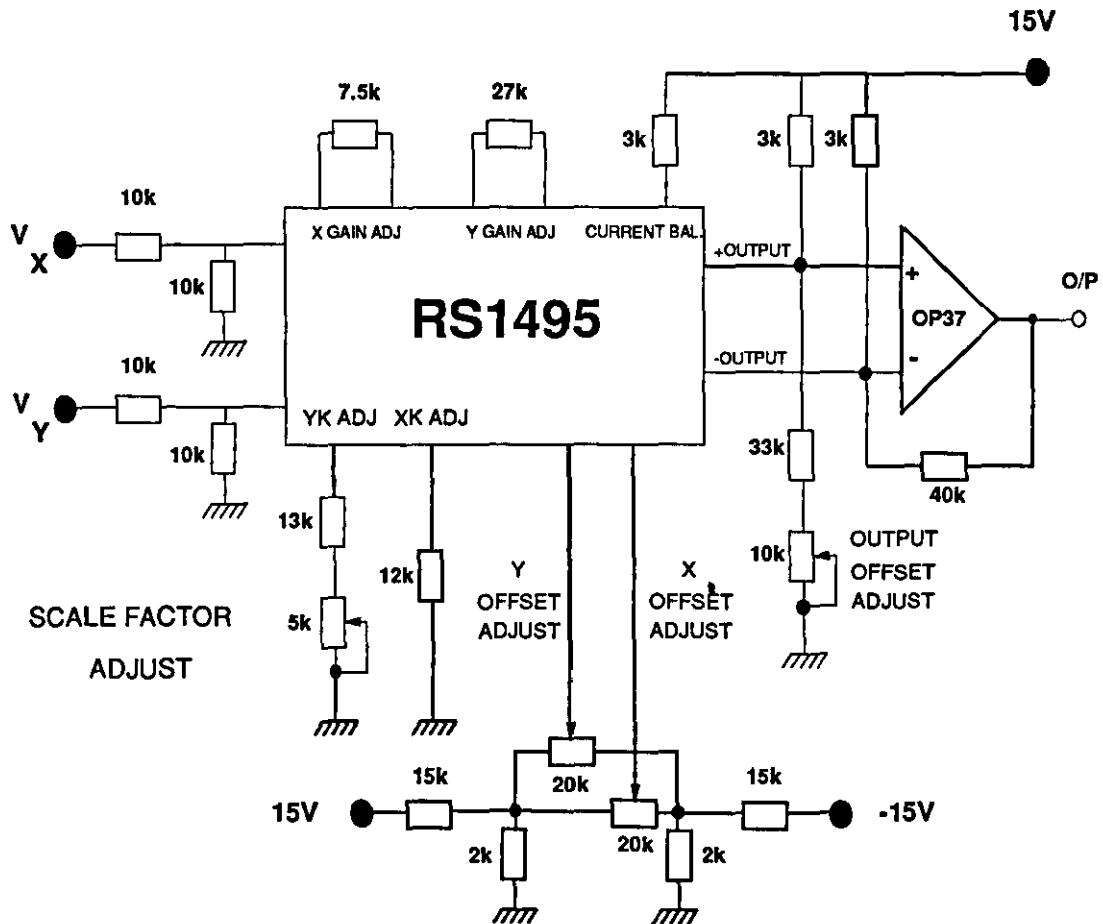 15V
7.5k
27k
3k
3k
3k
10k
V
X
X GAIN ADJ
Y GAIN ADJ
CURRENT BAL.
+OUTPUT
+
O/P
10k
RS1495
OP37
10k
-OUTPUT
-
V
Y
YK ADJ
XK ADJ
10k
33k
40k
13k
12k
10k
OUTPUT
OFFSET
ADJUST
Y
OFFSET
ADJUST
X
OFFSET
ADJUST
SCALE FACTOR
ADJUST
5k
15k
20k
15k
15V
-15V
2k
20k
2k